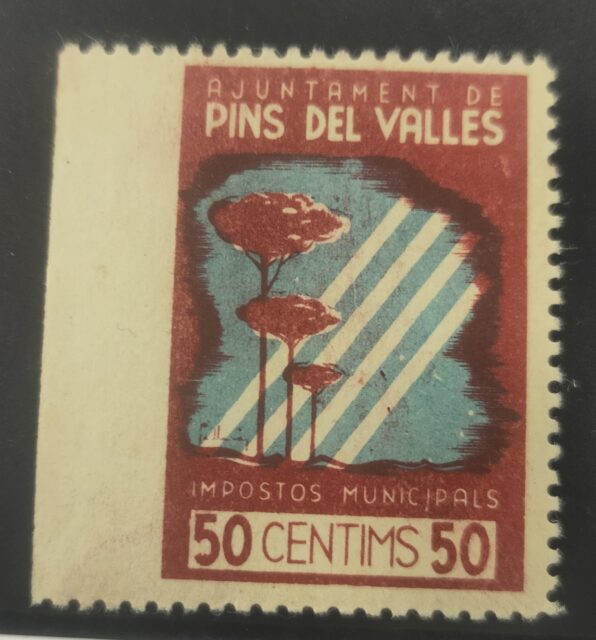 AJUNTAMENT DE
PINS DEL VALLES
IMPOSTOS MUNICIPALS
50 CENTIMS 50